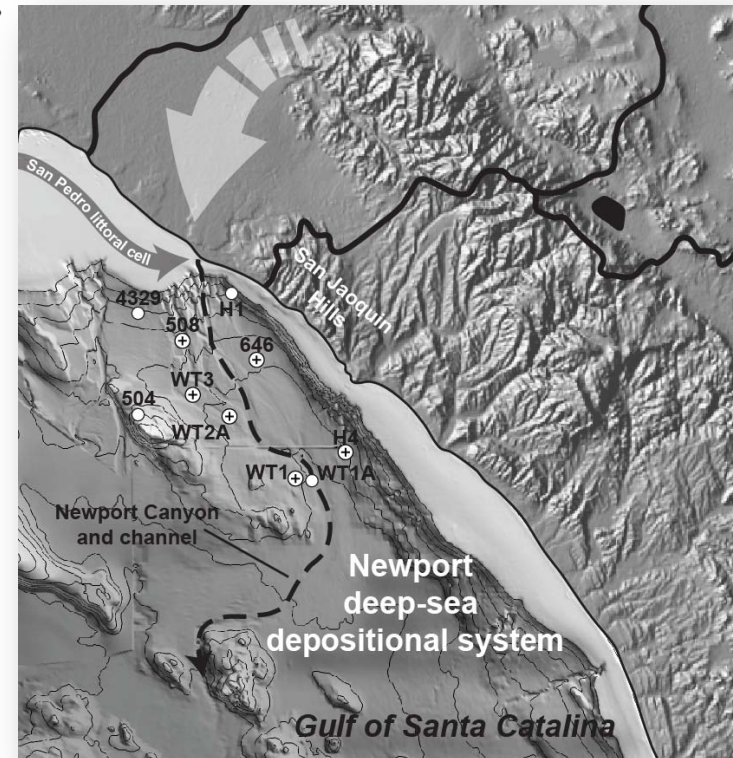 San Pedro littoral cell
San Jaoquin
Hills
4329
H1
508
646
WT3
504
WT2A
H4
WT1
WT1A
Newport Canyon
and channel
Newport
deep-sea
depositional system
Gulf of Santa Catalina